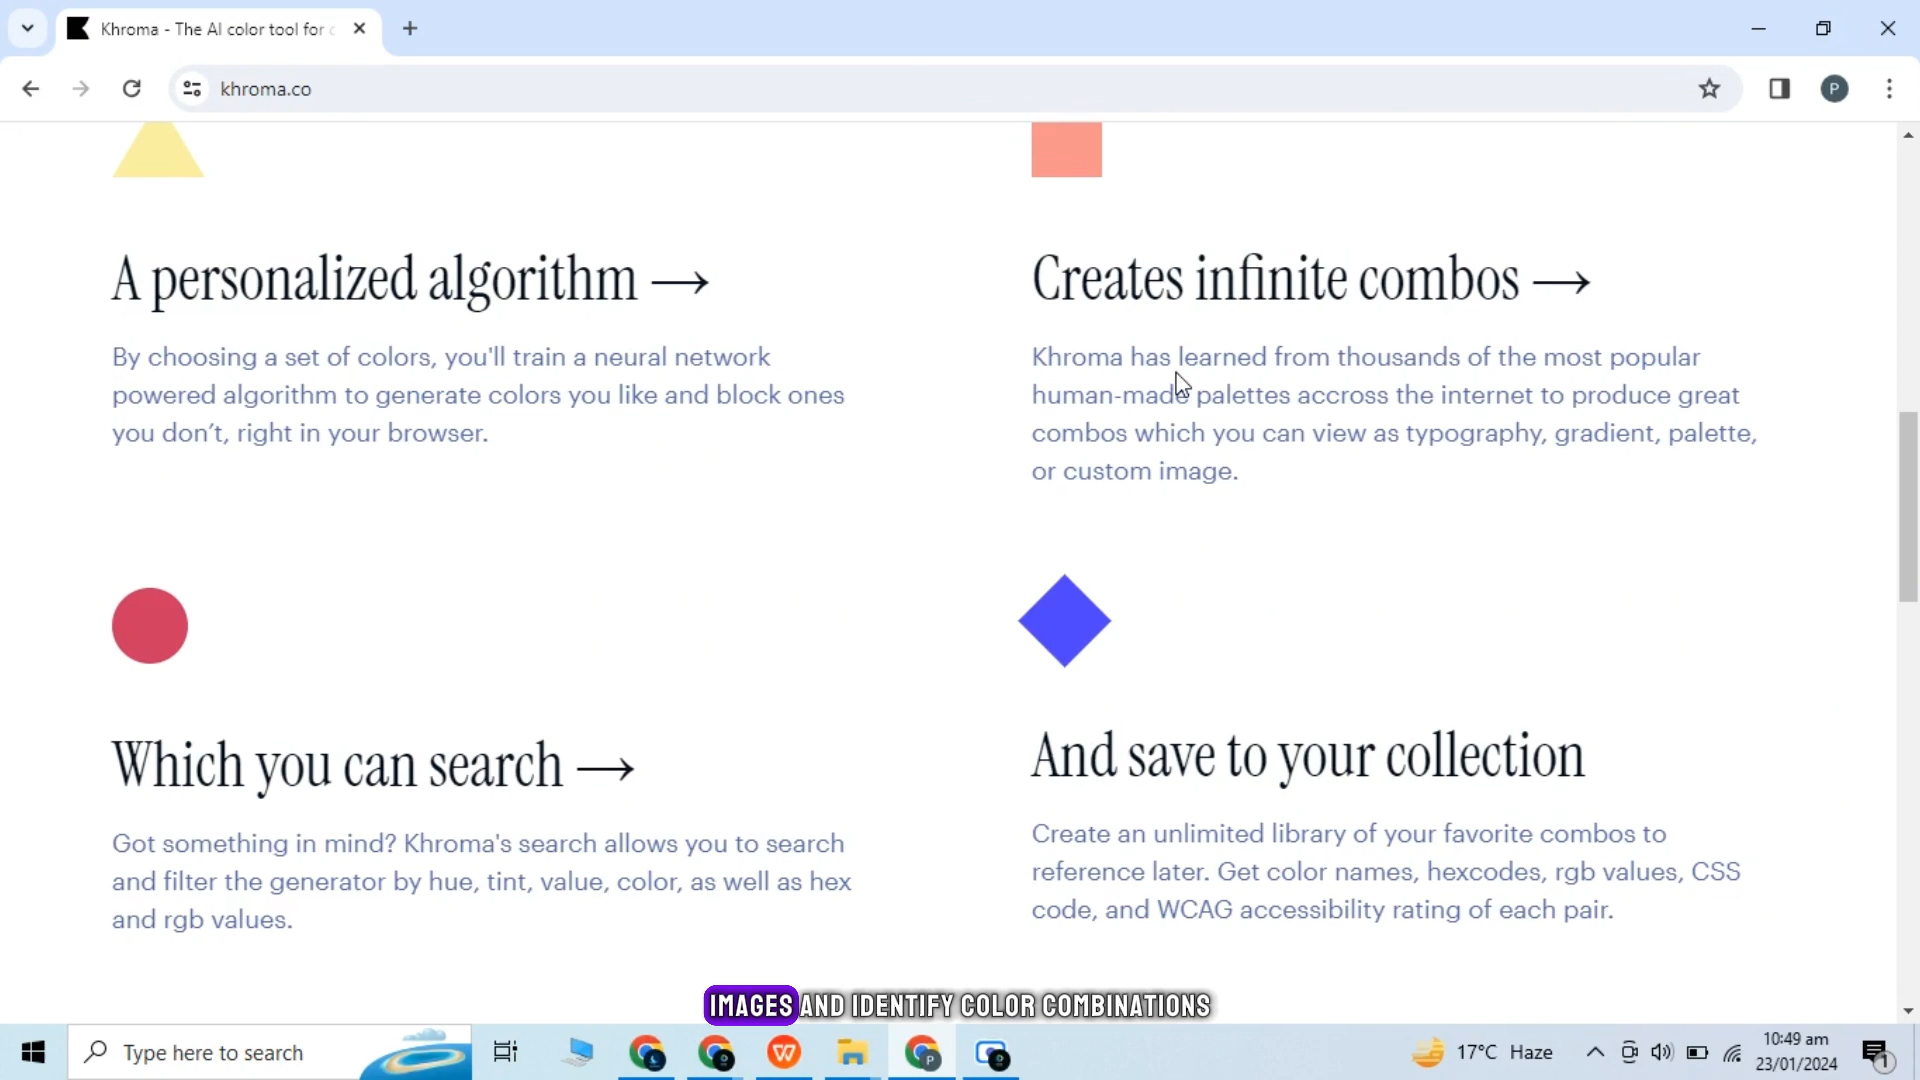 Khroma - The AI color tool for
khroma.co
P
A personalized algorithm →
By choosing a set of colors, you'll train a neural network
powered algorithm to generate colors you like and block ones
you don’t, right in your browser.
Creates infinite combos →
Khroma has learned from thousands of the most popular
human-made palettes accross the internet to produce great
combos which you can view as typography, gradient, palette,
or custom image.
Which you can search →
Got something in mind? Khroma's search allows you to search
and filter the generator by hue, tint, value, color, as well as hex
and rgb values.
And save to your collection
Create an unlimited library of your favorite combos to
reference later. Get color names, hexcodes, rgb values, CSS
code, and WCAG accessibility rating of each pair.
IMAGES AND IDENTIFY COLOR COMBINATIONS
Type here to search
17°C Haze
10:49 am
23/01/2024
1